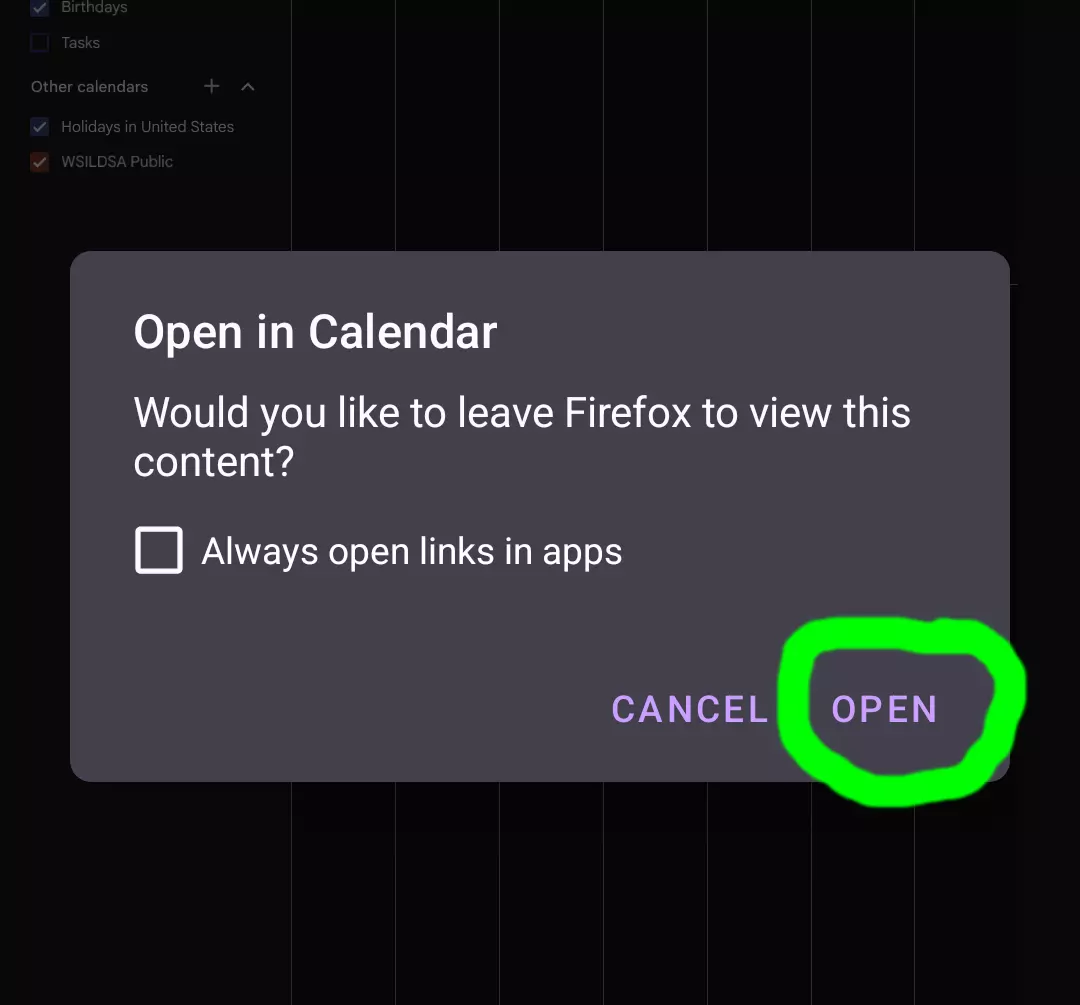 Birthdays
Tasks
Other calendars
Holidays in United States
WSILDSA Public
Open in Calendar
Would you like to leave Firefox to view this
content?
Always open links in apps
CANCEL OPEN